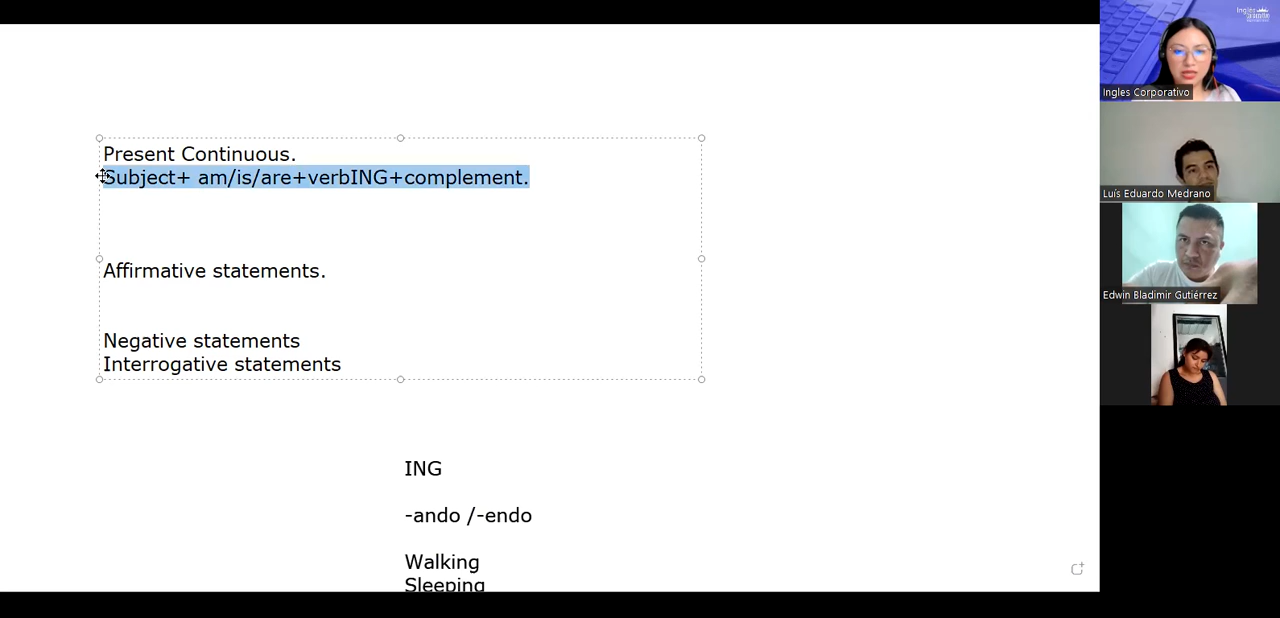 Present Continuous.
Subject+ am/is/are+verbING+complement.
Affirmative statements.
Negative statements
Interrogative statements
ING
-ando /-endo
Walking
Sleeping
Ingles Corporativo
Luís Eduardo Medrano
Edwin Bladimir Gutiérrez